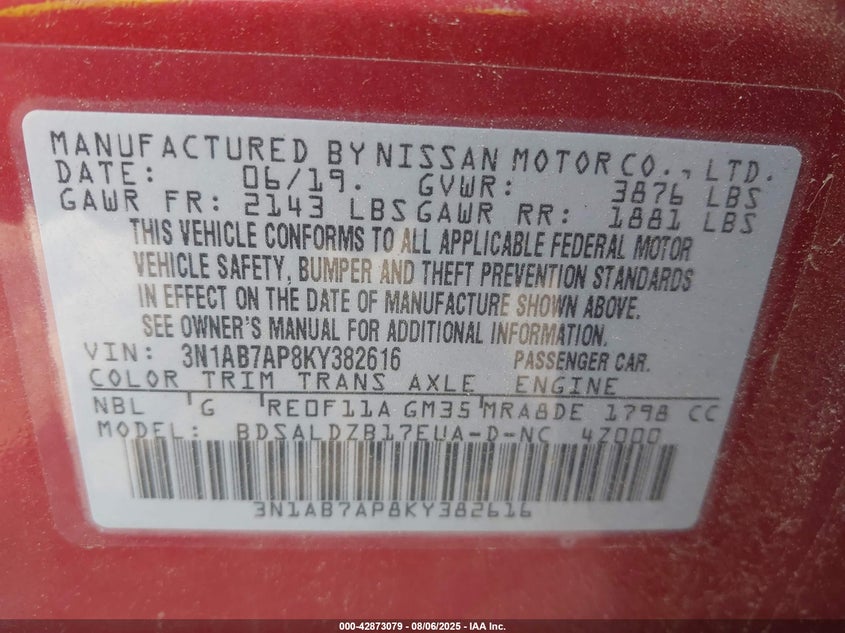 MANUFACTURED BY NISSAN MOTOR CO., LTD.
DATE: 06/19. GVWR: 3876 LBS
GAWR FR: 2143 LBS GAWR RR: 1881 LBS
THIS VEHICLE CONFORMS TO ALL APPLICABLE FEDERAL MOTOR
VEHICLE SAFETY, BUMPER AND THEFT PREVENTION STANDARDS
IN EFFECT ON THE DATE OF MANUFACTURE SHOWN ABOVE.
SEE OWNER'S MANUAL FOR ADDITIONAL INFORMATION.
VIN: 3N1AB7AP8KY382616 PASSENGER CAR.
COLOR TRIM TRANS AXLE ENGINE
NBL G RE0F11A GM35 MRA8DE 1798 CC
MODEL: BDSALDZB17EUA-D-NC 47000
3N1AB7AP8KY382616
000-42873079 - 08/06/2025 - IAA Inc.